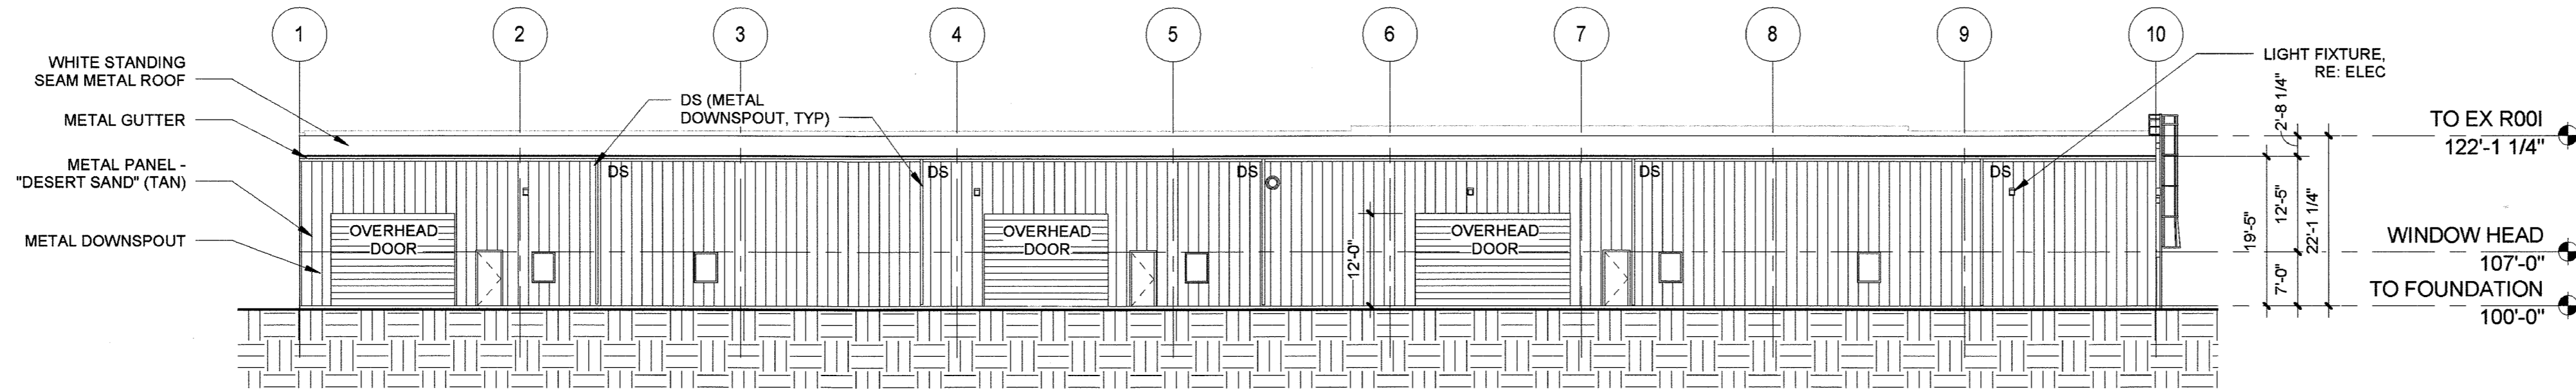 1
2
3
4
5
6
7
8
9
10
WHITE STANDING
SEAM METAL ROOF
METAL GUTTER
METAL PANEL -
"DESERT SAND" (TAN)
METAL DOWNSPOUT
DS (METAL
DOWNSPOUT, TYP)
LIGHT FIXTURE,
RE: ELEC
DS
DS
DS
DS
DS
OVERHEAD
DOOR
OVERHEAD
DOOR
OVERHEAD
DOOR
12'-0"
19'-5"
2'-8 1/4"
12'-5"
7'-0"
22'-1 1/4"
TO EX R00I
122'-1 1/4"
WINDOW HEAD
107'-0"
TO FOUNDATION
100'-0"